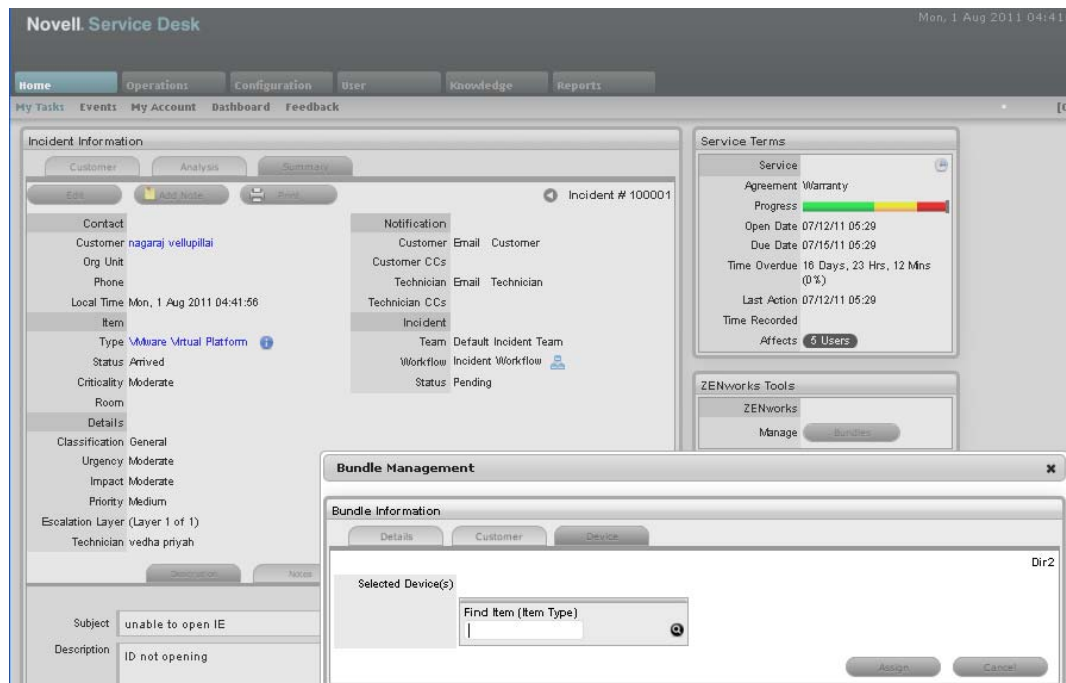 Novell. Service Desk
Mon, 1 Aug 2011 04:41
Home Operations Configuration User Knowledge Reports
My Tasks Events My Account Dashboard Feedback
Incident Information
Customer Analysis Summary
Edit Add Note Print Incident # 100001
Contact
Customer nagaraj vellupillai
Org Unit
Phone
Local Time Mon, 1 Aug 2011 04:41:56
Item
Type VMware Virtual Platform
Status Arrived
Criticality Moderate
Room
Details
Classification General
Urgency Moderate
Impact Moderate
Priority Medium
Escalation Layer (Layer 1 of 1)
Technician vedha priyah
Notification
Customer Email Customer
Customer CCs
Technician Email Technician
Technician CCs
Incident
Team Default Incident Team
Workflow Incident Workflow
Status Pending
Description Notes
Subject unable to open IE
Description ID not opening
Service Terms
Service
Agreement Warranty
Progress
Open Date 07/12/11 05:29
Due Date 07/15/11 05:29
Time Overdue 16 Days, 23 Hrs, 12 Mins
(0%)
Last Action 07/12/11 05:29
Time Recorded
Affects 5 Users
ZENworks Tools
ZENworks
Manage Bundles
Bundle Management
Bundle Information
Details Customer Device
Dir2
Selected Device(s)
Find Item (Item Type)
Assign Cancel